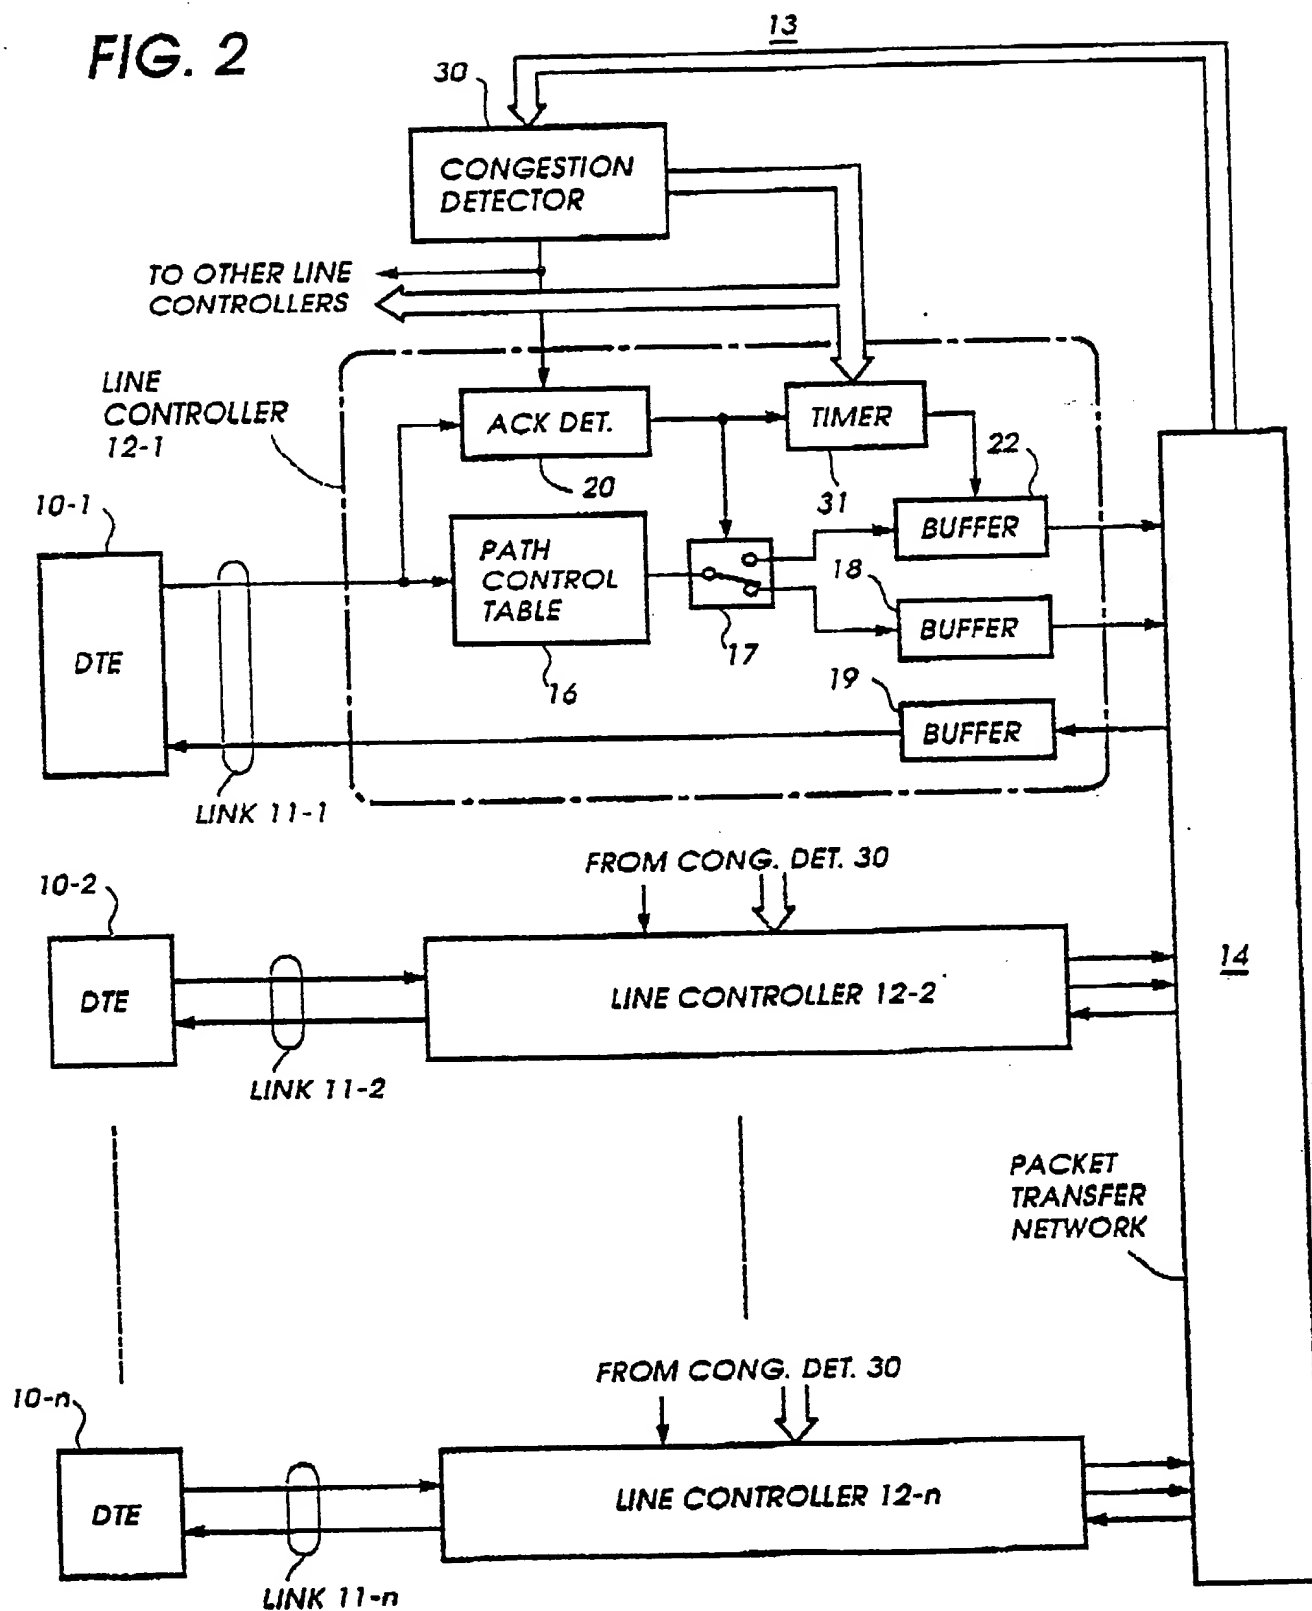 FIG. 2
13
30
CONGESTION
DETECTOR
TO OTHER LINE
CONTROLLERS
LINE
CONTROLLER
12-1
ACK DET.
TIMER
20
31
22
10-1
BUFFER
PATH
CONTROL
TABLE
18
BUFFER
DTE
17
16
19
BUFFER
LINK 11-1
FROM CONG. DET. 30
10-2
DTE
LINE CONTROLLER 12-2
14
LINK 11-2
PACKET
TRANSFER
NETWORK
FROM CONG. DET. 30
10-n
DTE
LINE CONTROLLER 12-n
LINK 11-n